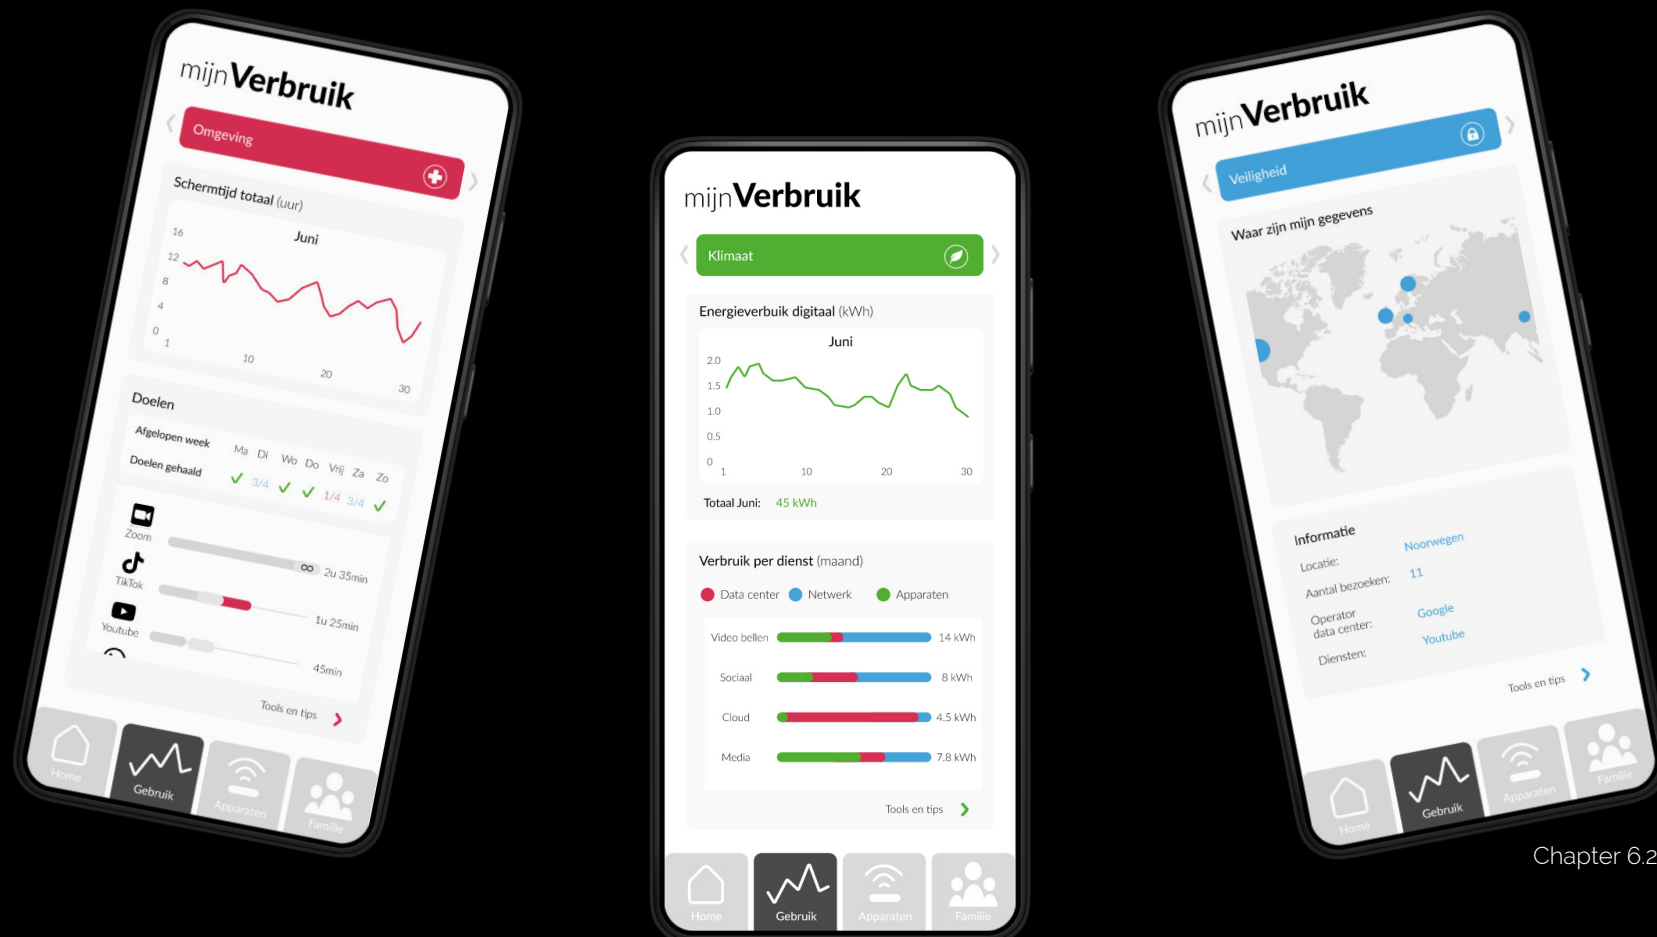 mijnVerbruik
Omgeving
Schermtijd totaal (uur)
Juni
16
12
8
4
0
1 10 20 30
Doelen
Afgelopen week Ma Di Wo Do Vrij Za Zo
Doelen gehaald 3/4 1/4 3/4
Zoom 2u 35min
TikTok 1u 25min
Youtube 45min
Tools en tips
Home Gebruik Apparaten Familie
mijnVerbruik
Klimaat
Energieverbuik digitaal (kWh)
Juni
2.0
1.5
1.0
0.5
0
1 10 20 30
Totaal Juni: 45 kWh
Verbruik per dienst (maand)
Data center Netwerk Apparaten
Video bellen 14 kWh
Sociaal 8 kWh
Cloud 4.5 kWh
Media 7.8 kWh
Tools en tips
Home Gebruik Apparaten Familie
mijnVerbruik
Veiligheid
Waar zijn mijn gegevens
Informatie
Locatie: Noorwegen
Aantal bezoeken: 11
Operator
data center: Google
Diensten: Youtube
Tools en tips
Home Gebruik Apparaten Familie
Chapter 6.2